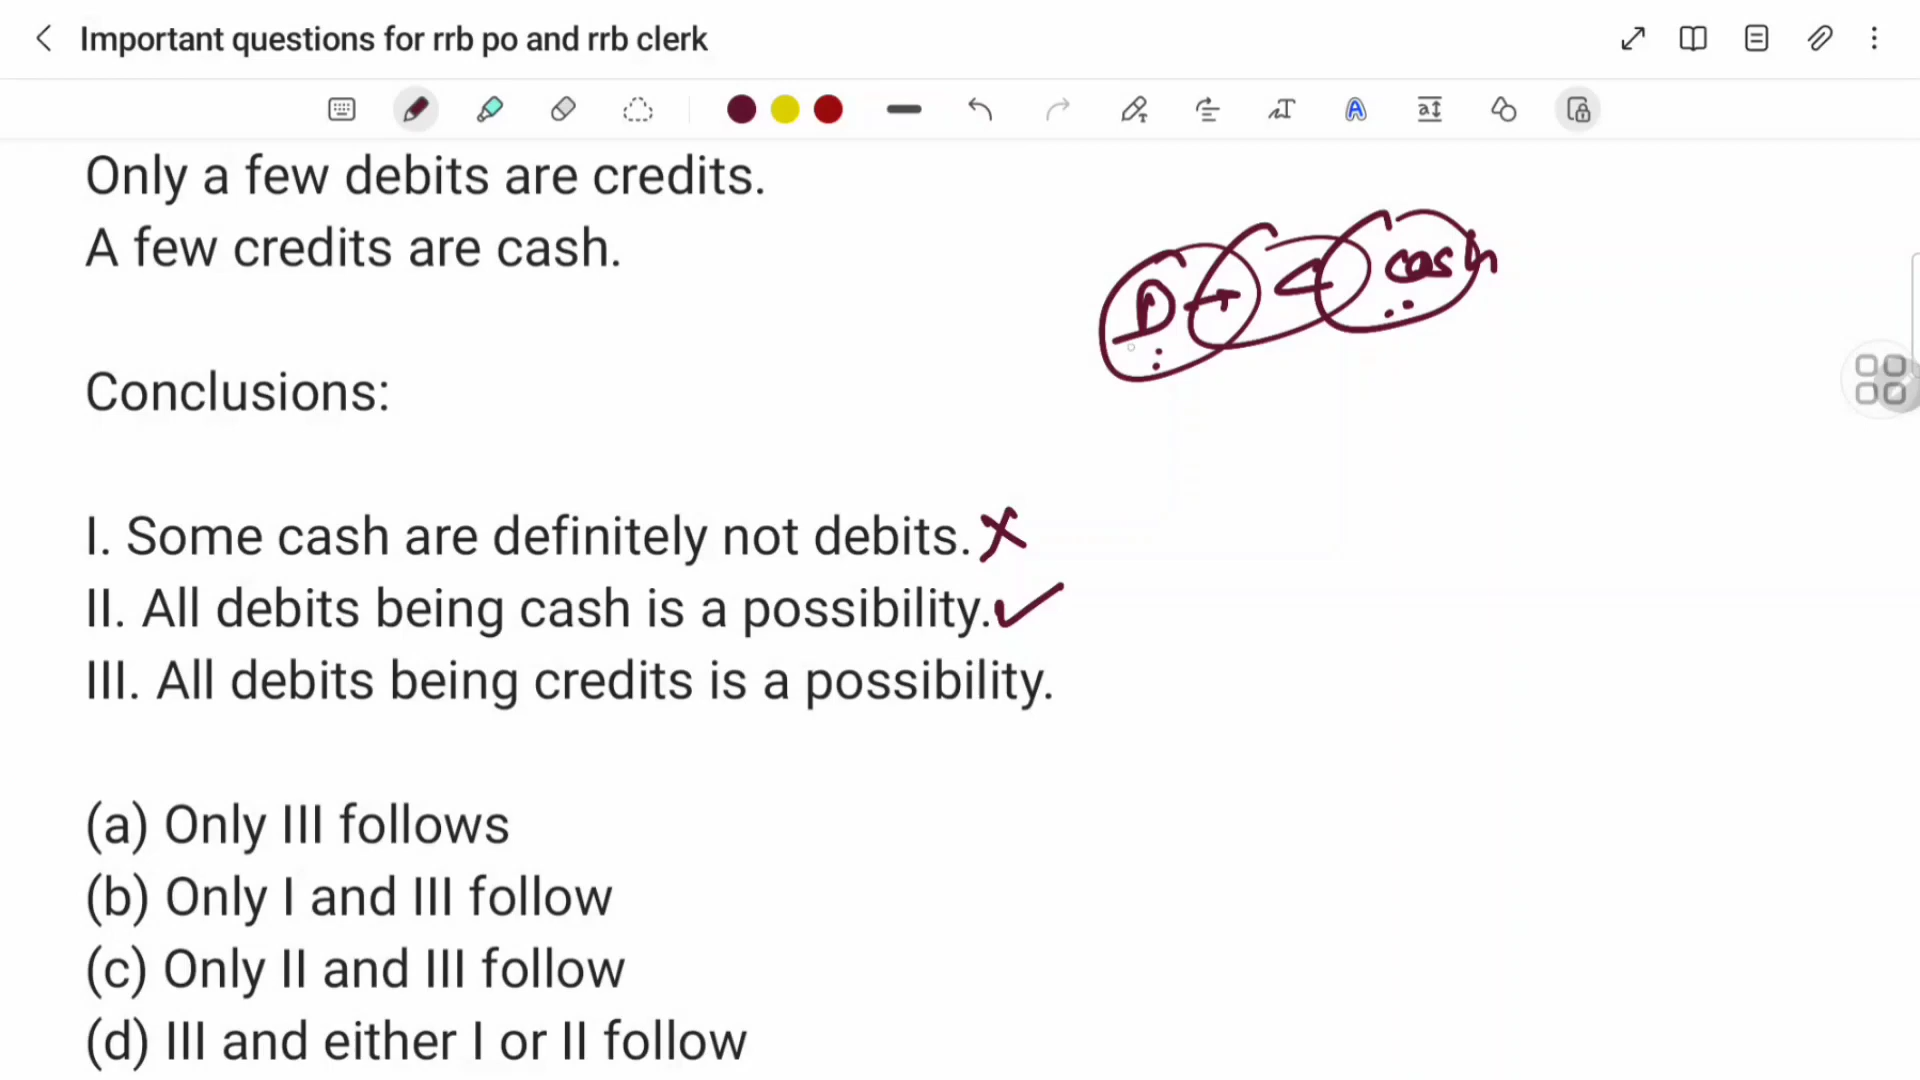 Important questions for rrb po and rrb clerk
Only a few debits are credits.
A few credits are cash.
D
cash
Conclusions:
I. Some cash are definitely not debits.
II. All debits being cash is a possibility.
III. All debits being credits is a possibility.
(a) Only III follows
(b) Only I and III follow
(c) Only II and III follow
(d) III and either I or II follow